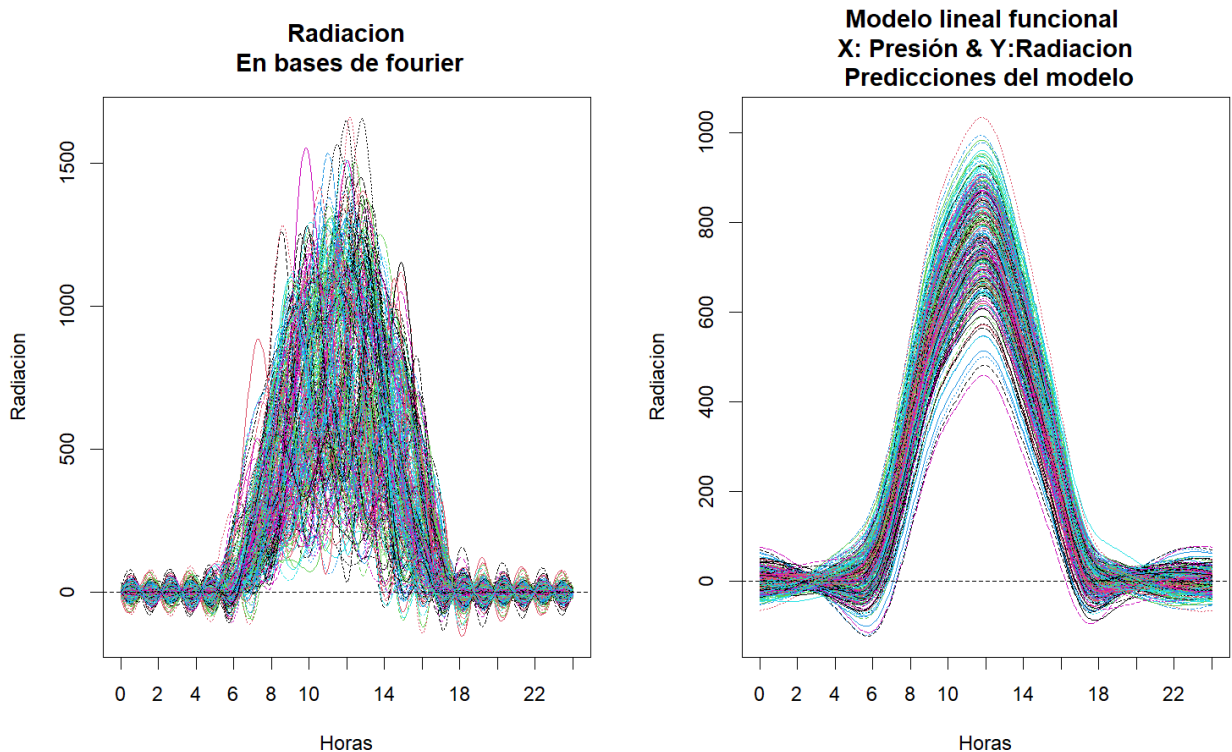 Radiacion
En bases de fourier
Radiacion
1500
1000
500
0
0 2 4 6 8 10 14 18 22
Horas
Modelo lineal funcional
X: Presión & Y:Radiacion
Predicciones del modelo
Radiacion
1000
800
600
400
200
0
0 2 4 6 8 10 14 18 22
Horas